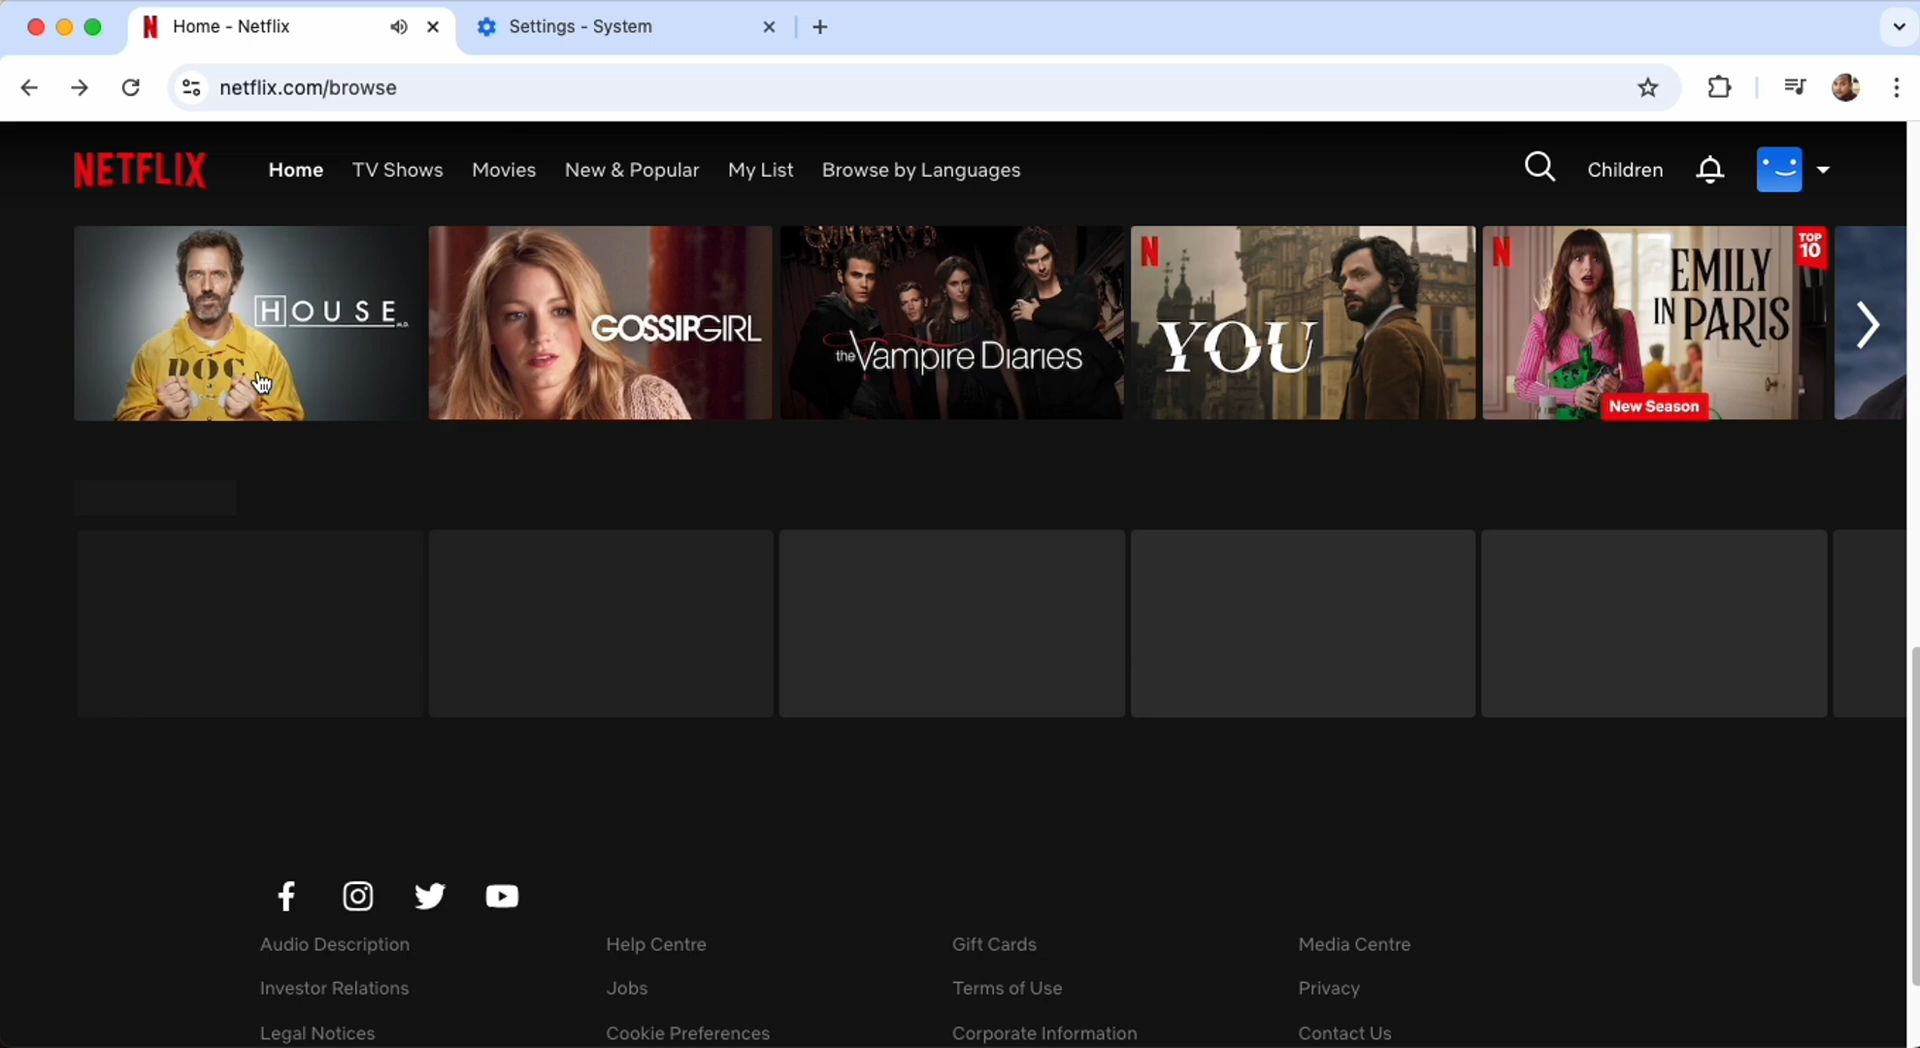 Home - Netflix
Settings - System
netflix.com/browse
NETFLIX Home TV Shows Movies New & Popular My List Browse by Languages Children
DOC
HOUSE M.D.
GOSSIP GIRL
the Vampire Diaries
N
YOU
N
EMILY IN PARIS
TOP 10
New Season
Audio Description Help Centre Gift Cards Media Centre
Investor Relations Jobs Terms of Use Privacy
Legal Notices Cookie Preferences Corporate Information Contact Us